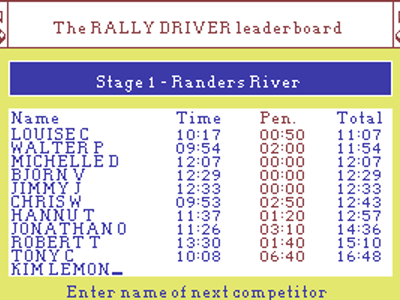 The RALLY DRIVER leaderboard
Stage 1 - Randers River
Name Time Pen. Total
LOUISE C 10:17 00:50 11:07
WALTER P 09:54 02:00 11:54
MICHELLE D 12:07 00:00 12:07
BJORN V 12:29 00:00 12:29
JIMMY J 12:33 00:00 12:33
CHRIS W 09:53 02:50 12:43
HANNU T 11:37 01:20 12:57
JONATHAN O 11:26 03:10 14:36
ROBERT T 13:30 01:40 15:10
TONY C 10:08 06:40 16:48
KIM LEMON_
Enter name of next competitor